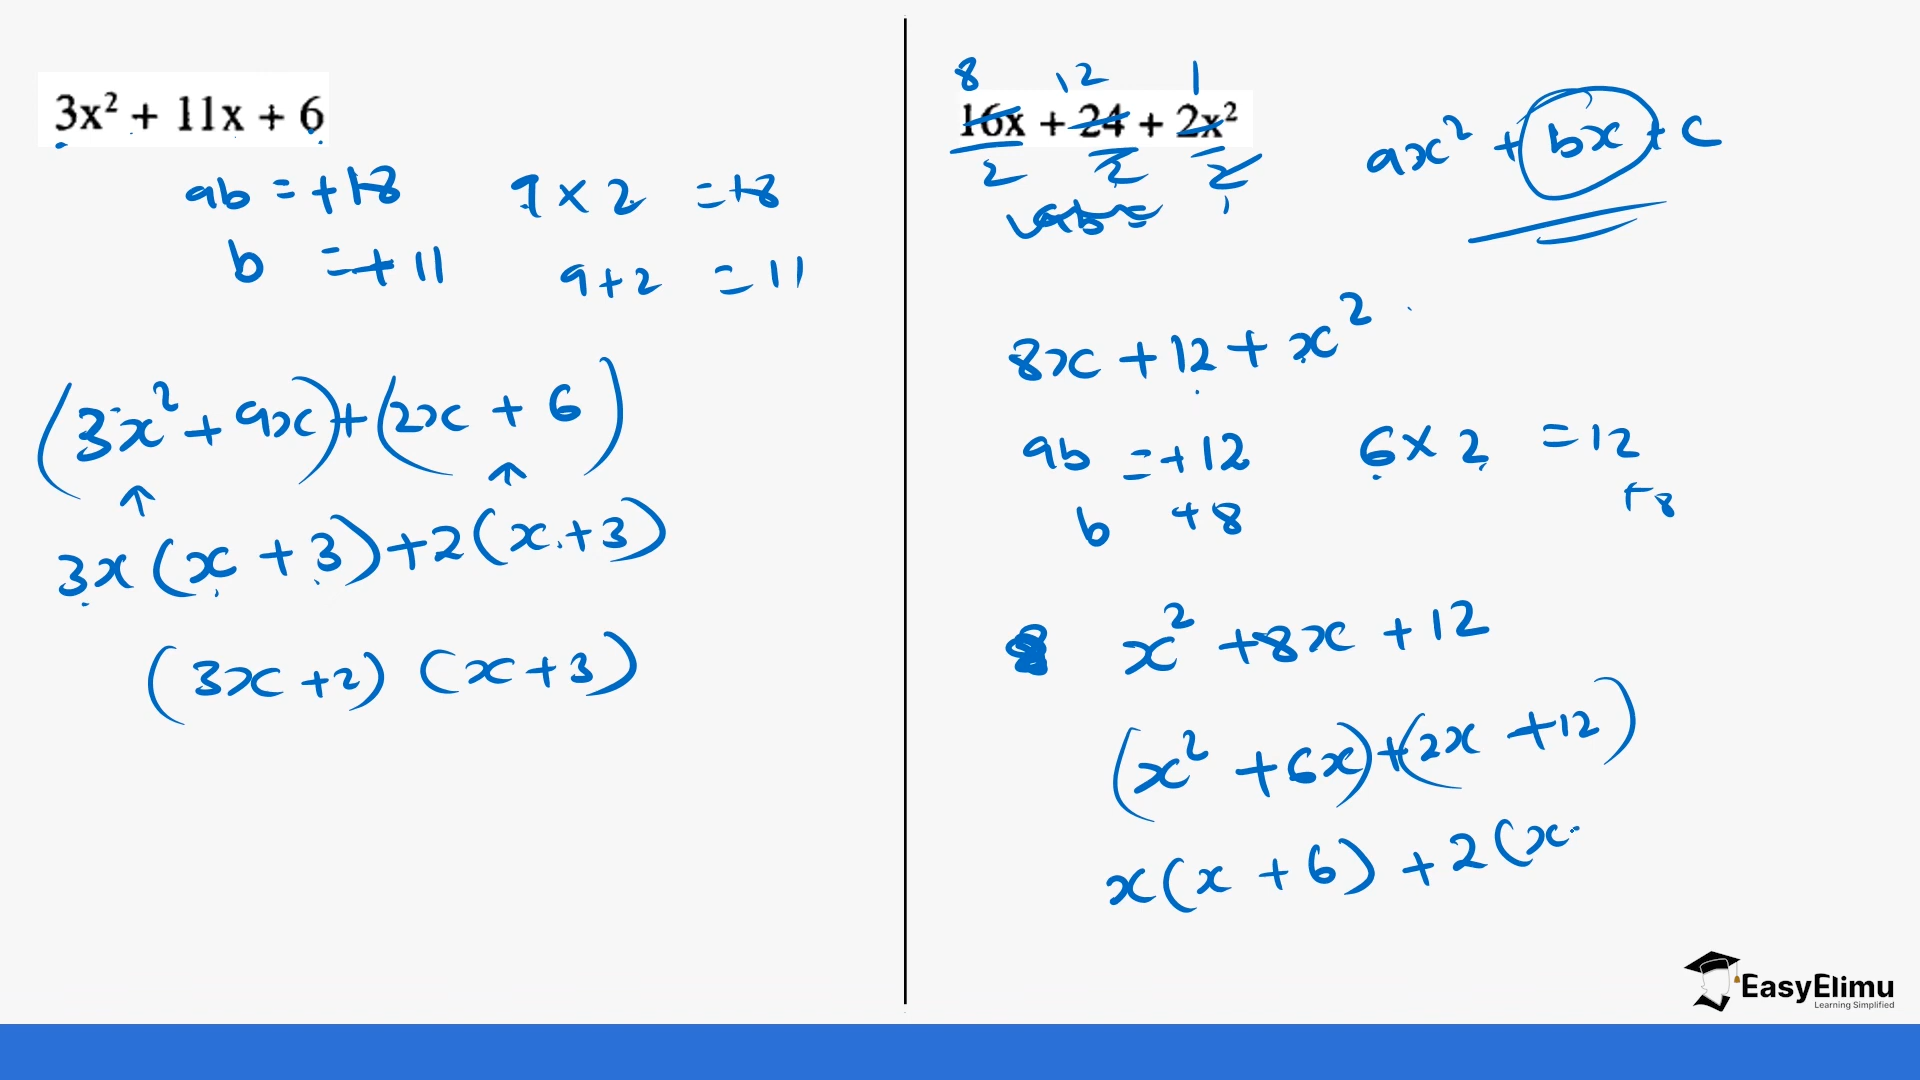 3x² + 11x + 6
ab = +18 9 × 2 = 18
b = +11 9 + 2 = 11
(3x² + 9x) + (2x + 6)
3x (x + 3) + 2 (x + 3)
(3x + 2) (x + 3)
8 12 1
16x + 24 + 2x²
2 2 2
ab = 1
ax² + bx + c
8x + 12 + x²
ab = +12 6 × 2 = 12
b +8 +8
8 x² + 8x + 12
(x² + 6x) + (2x + 12)
x (x + 6) + 2 (x
EasyElimu
Learning Simplified